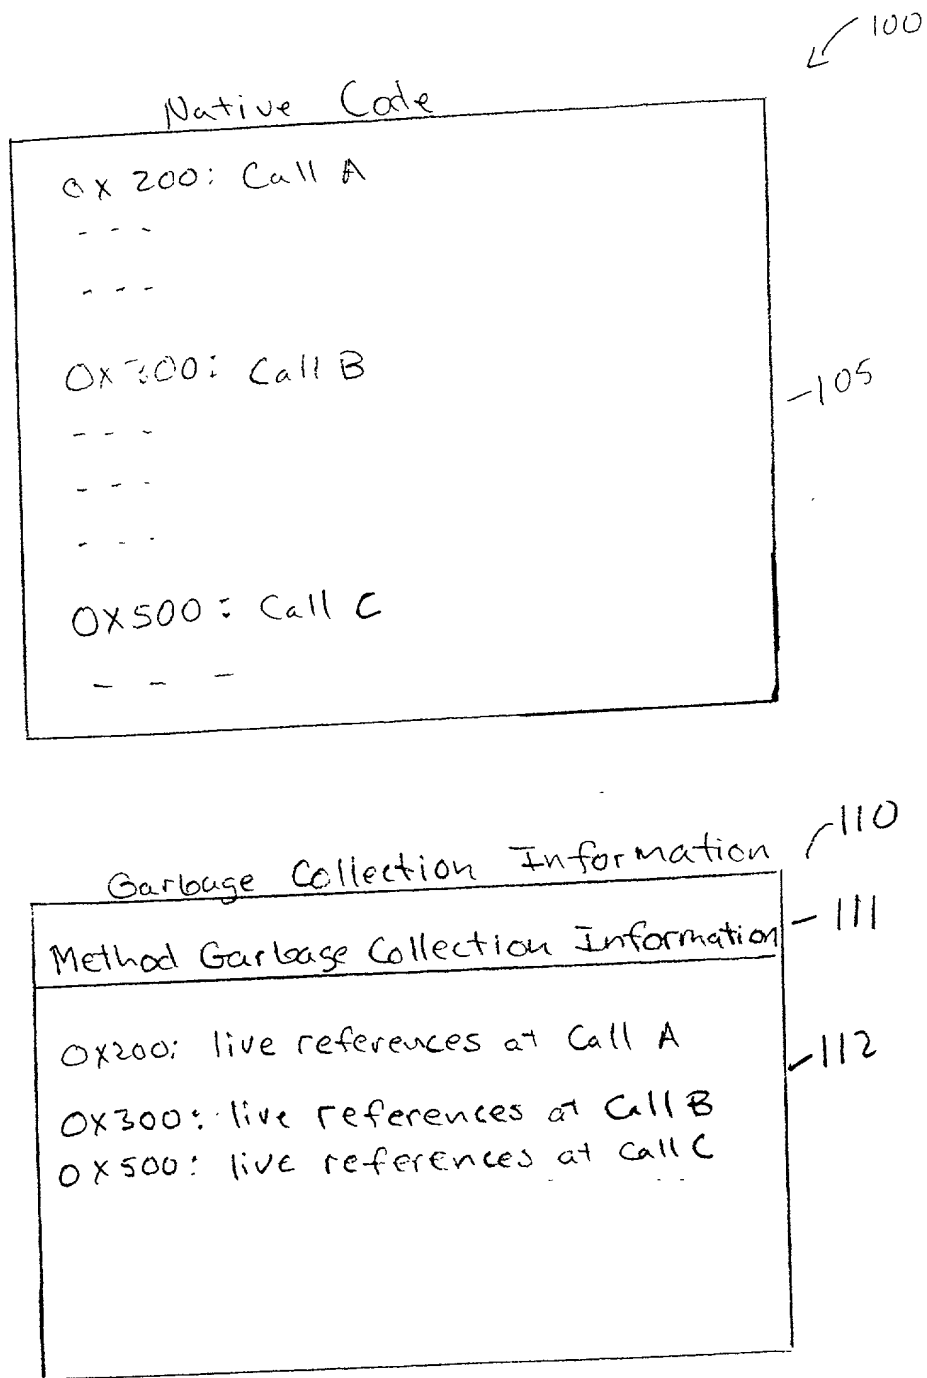 100
Native Code
0x200: Call A
- - -
- - -
0x300: Call B
- - -
- - -
- - -
0x500: Call C
- - -
105
Garbage Collection Information
110
Method Garbage Collection Information
111
0x200: live references at Call A
112
0x300: live references at Call B
0x500: live references at Call C